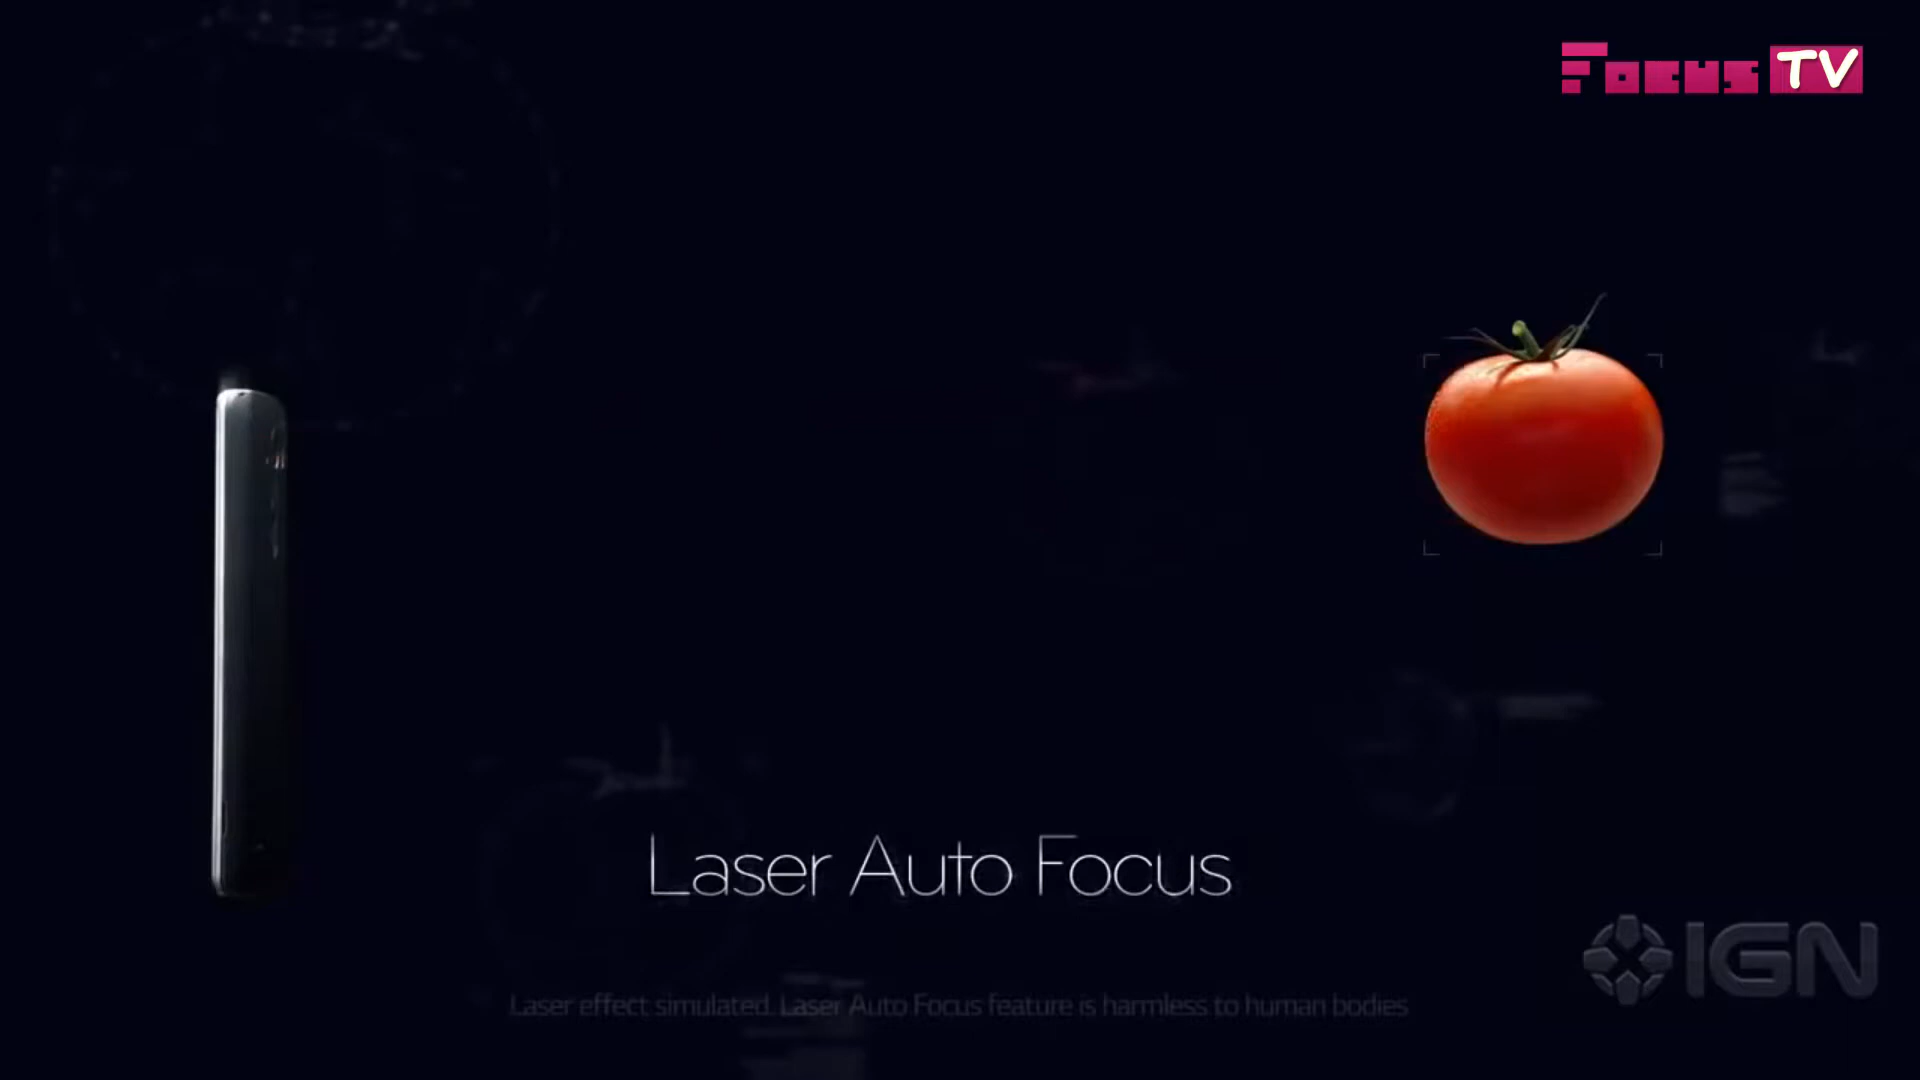 Focus TV
Laser Auto Focus
Laser effect simulated. Laser Auto Focus feature is harmless to human bodies
IGN